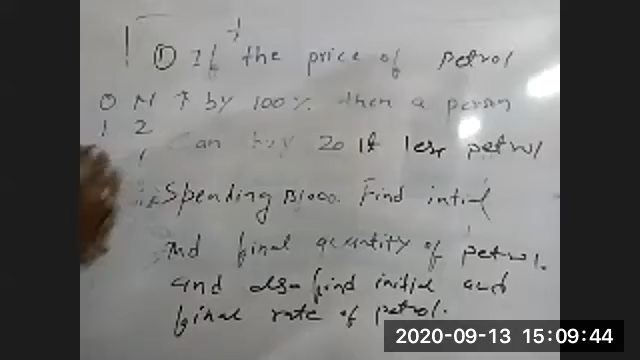 ① If the price of petrol
O N ↑ by 100% then a person
1 2
can buy 20 lt less petrol
Spending 81000. Find intial
and final quantity of petrol.
and also find initial and
final rate of petrol.
2020-09-13 15:09:44